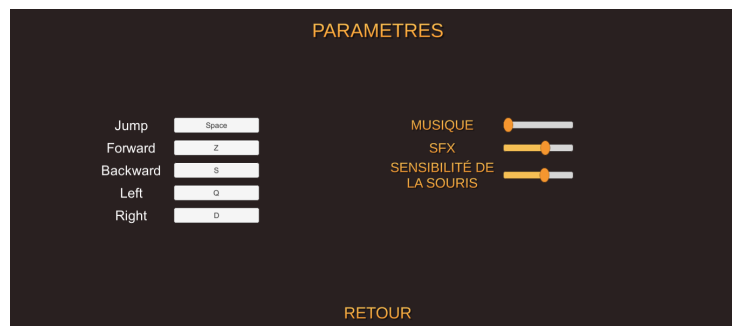 PARAMETRES
Jump Space
Forward Z
Backward S
Left Q
Right D
MUSIQUE
SFX
SENSIBILITÉ DE
LA SOURIS
RETOUR